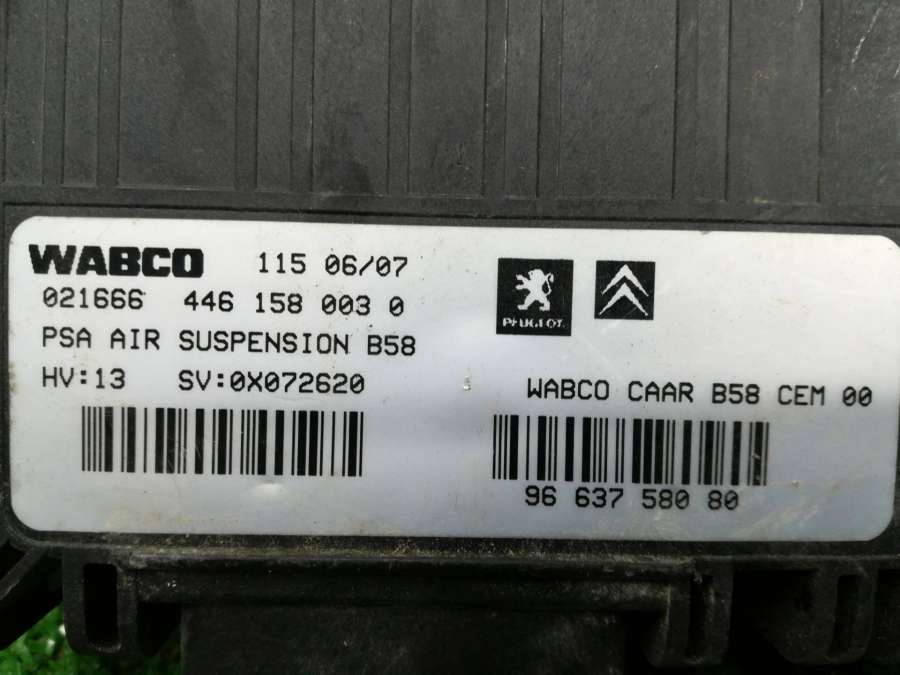 WABCO 115 06/07
021666 446 158 003 0
PSA AIR SUSPENSION B58
HV:13 SV:0X072620
PEUGEOT
WABCO CAAR B58 CEM 00
96 637 580 80